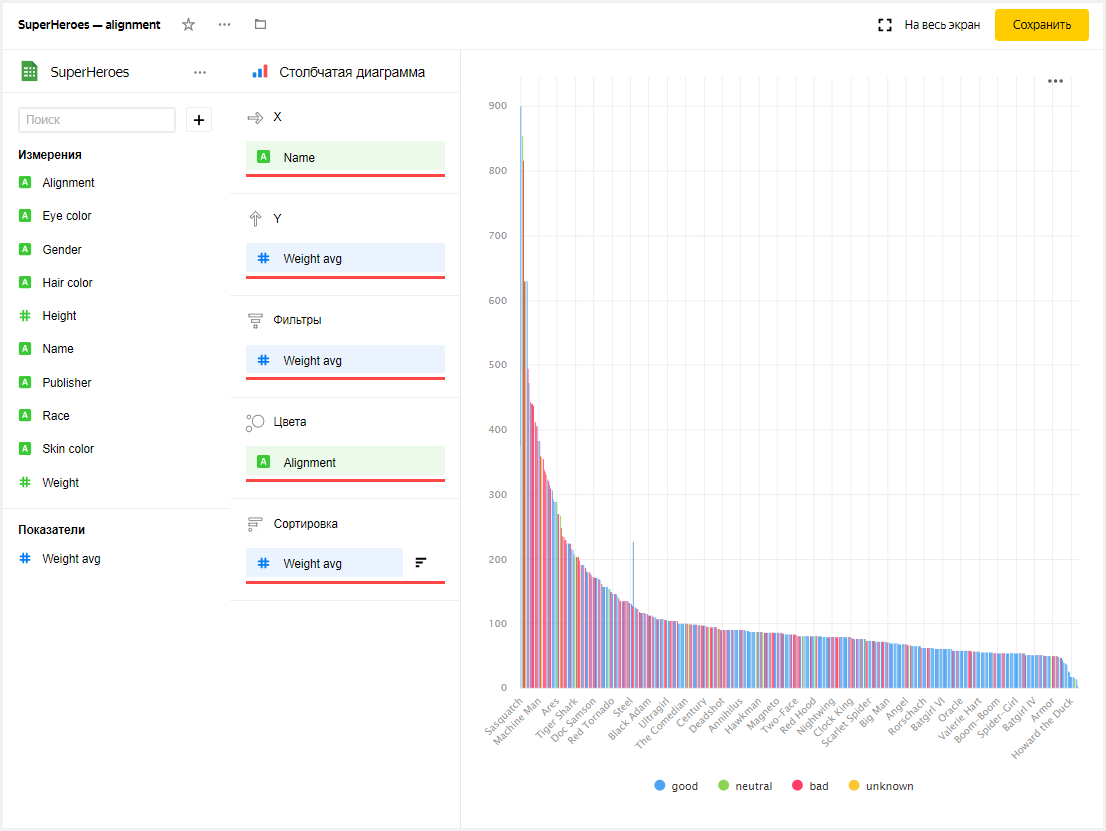 SuperHeroes — alignment
На весь экран
Сохранить
SuperHeroes
Поиск
Измерения
Alignment
Eye color
Gender
Hair color
Height
Name
Publisher
Race
Skin color
Weight
Показатели
Weight avg
Столбчатая диаграмма
X
Name
Y
Weight avg
Фильтры
Weight avg
Цвета
Alignment
Сортировка
Weight avg
900
800
700
600
500
400
300
200
100
0
Sasquatch
Machine Man
Ares
Tiger Shark
Doc Samson
Red Tornado
Steel
Black Adam
Ultragirl
The Comedian
Century
Deadshot
Annihilus
Hawkman
Magneto
Two-Face
Red Hood
Nightwing
Clock King
Scarlet Spider
Big Man
Angel
Rorschach
Batgirl VI
Oracle
Valerie Hart
Boom-Boom
Spider-Girl
Batgirl IV
Armor
Howard the Duck
good
neutral
bad
unknown